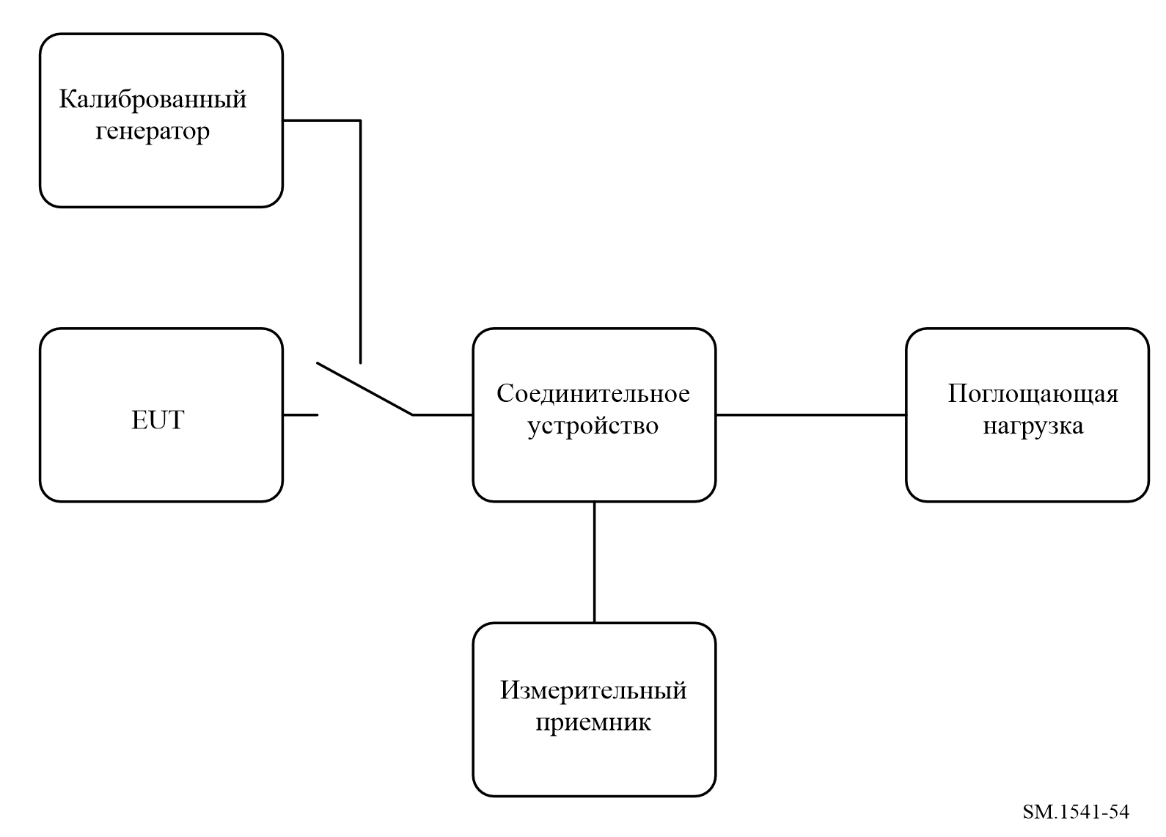 Калиброванный
генератор
EUT
Соединительное
устройство
Поглощающая
нагрузка
Измерительный
приемник
SM.1541-54